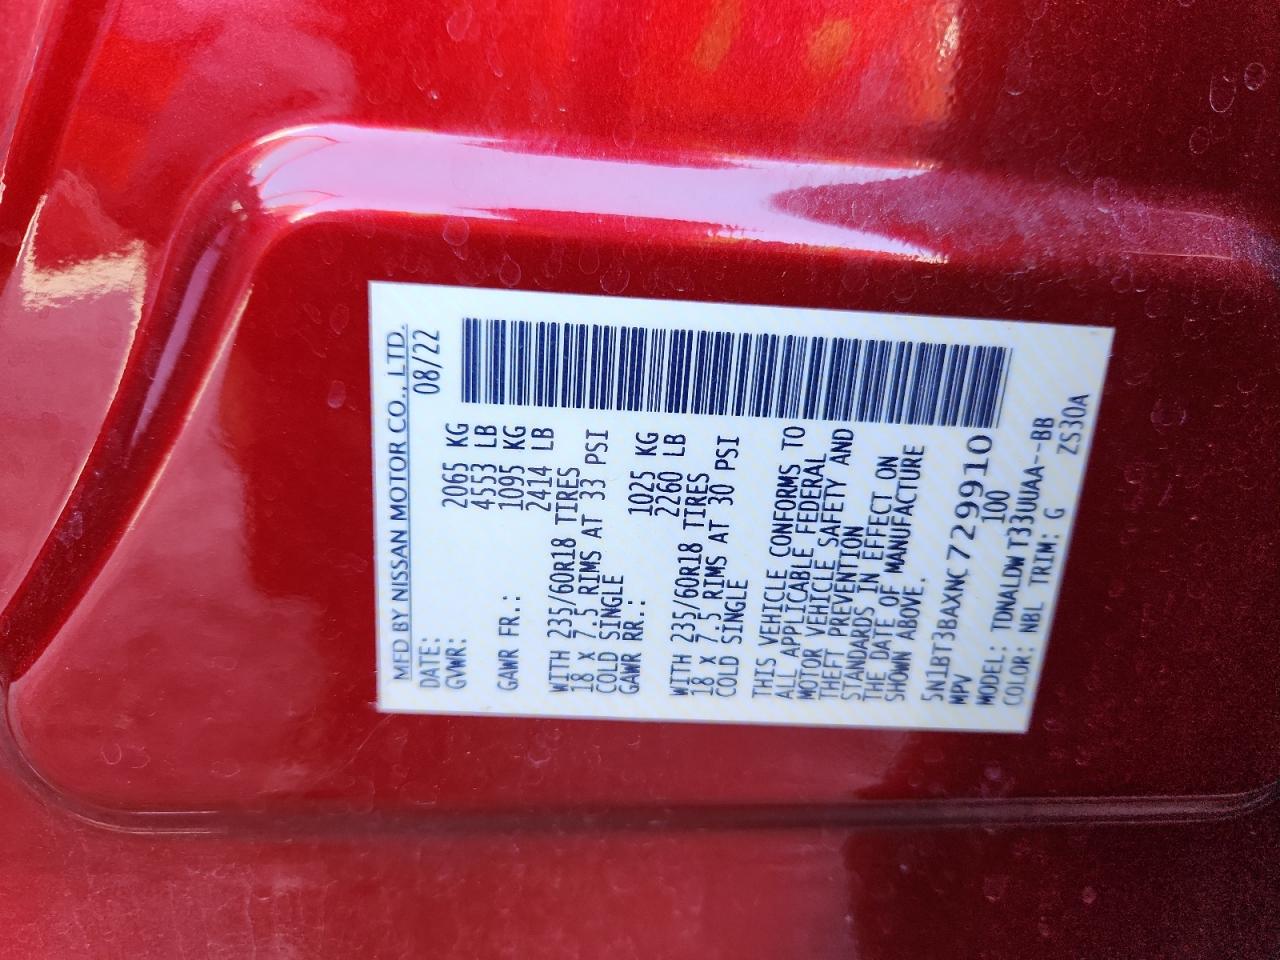 MFD BY NISSAN MOTOR CO., LTD.
DATE: 08/22
GVWR: 2065 KG
4553 LB
GAWR FR.: 1095 KG
2414 LB
WITH 235/60R18 TIRES
18 X 7.5 RIMS AT 33 PSI
COLD SINGLE
GAWR RR.: 1025 KG
2260 LB
WITH 235/60R18 TIRES
18 X 7.5 RIMS AT 30 PSI
COLD SINGLE
THIS VEHICLE CONFORMS TO
ALL APPLICABLE FEDERAL
MOTOR VEHICLE SAFETY AND
THEFT PREVENTION
STANDARDS IN EFFECT ON
THE DATE OF MANUFACTURE
SHOWN ABOVE.
5N1BT3BAXNC729910
MPV 100
MODEL: TDNALDWT33UUAA--BB
COLOR: NBL TRIM: G ZS30A